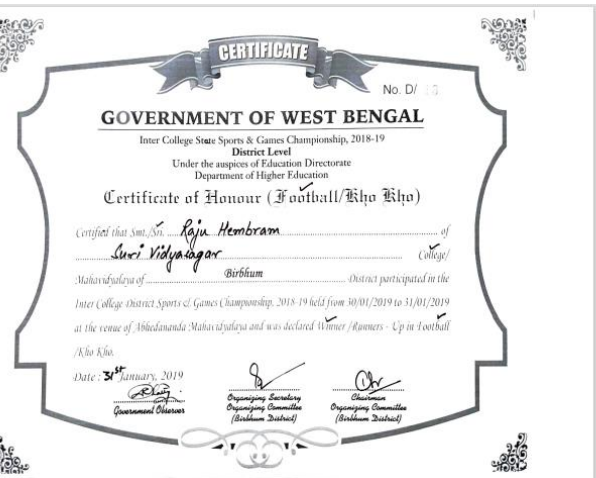 CERTIFICATE
No. D/
GOVERNMENT OF WEST BENGAL
Inter College State Sports & Games Championship, 2018-19
District Level
Under the auspices of Education Directorate
Department of Higher Education
Certificate of Honour (Football/Kho Kho)
Certified that Smt./Sri. Raju Hembram of
Suri Vidyasagar College/
Mahavidyalaya of Birbhum District participated in the
Inter College District Sports & Games Championship, 2018-19 held from 30/01/2019 to 31/01/2019
at the venue of Abhedananda Mahavidyalaya and was declared Winner / Runners - Up in Football
/Kho Kho.
Date : 31st January, 2019
Government Observer
Organizing Secretary
Organizing Committee
(Birbhum District)
Chairman
Organizing Committee
(Birbhum District)